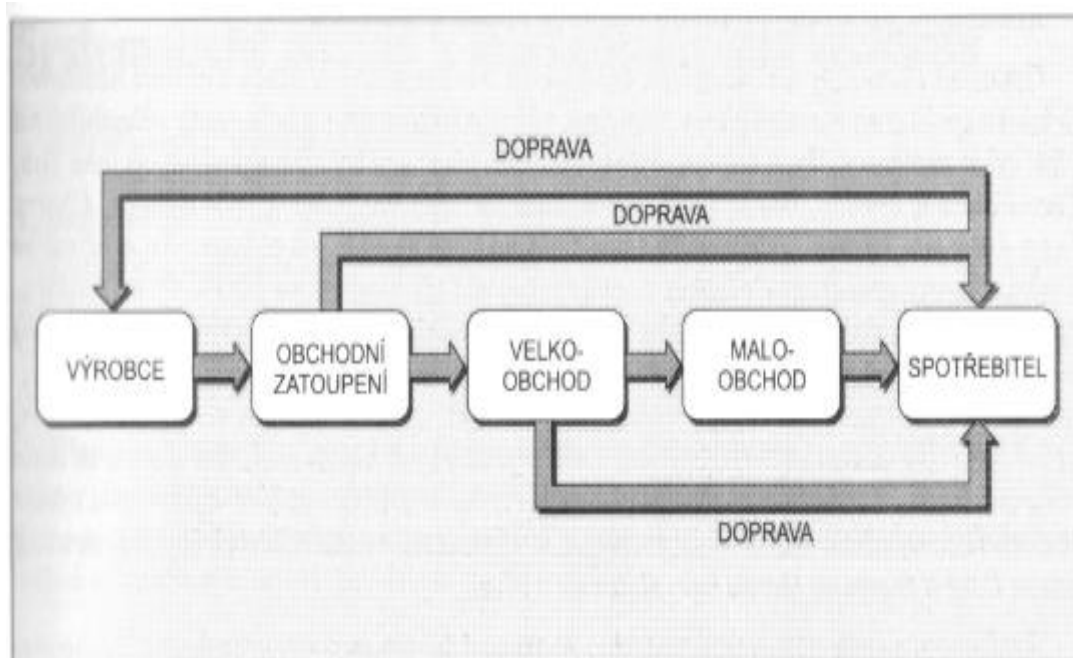 DOPRAVA
DOPRAVA
VÝROBCE
OBCHODNÍ
ZATOUPENÍ
VELKO-
OBCHOD
MALO-
OBCHOD
SPOTŘEBITEL
DOPRAVA